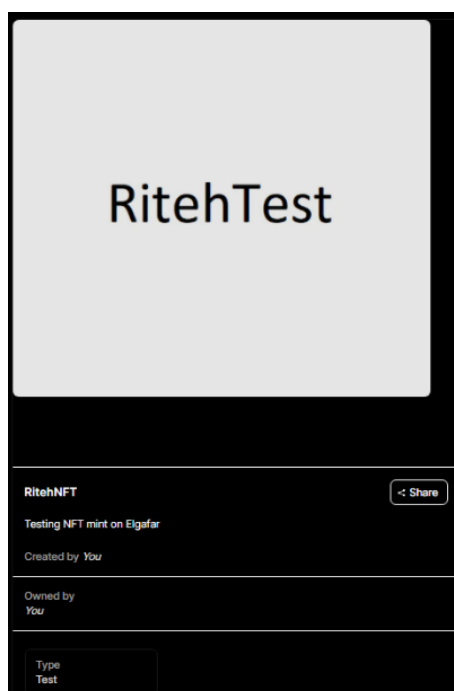 RitehTest
RitehNFT
Share
Testing NFT mint on Elgafar
Created by You
Owned by
You
Type
Test